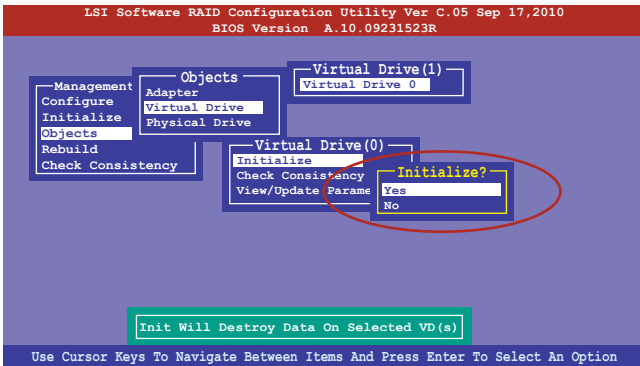 LSI Software RAID Configuration Utility Ver C.05 Sep 17,2010
BIOS Version A.10.09231523R
Management
Configure
Initialize
Objects
Rebuild
Check Consistency
Objects
Adapter
Virtual Drive
Physical Drive
Virtual Drive(1)
Virtual Drive 0
Virtual Drive(0)
Initialize
Check Consistency
View/Update Parame
Initialize?
Yes
No
Init Will Destroy Data On Selected VD(s)
Use Cursor Keys To Navigate Between Items And Press Enter To Select An Option